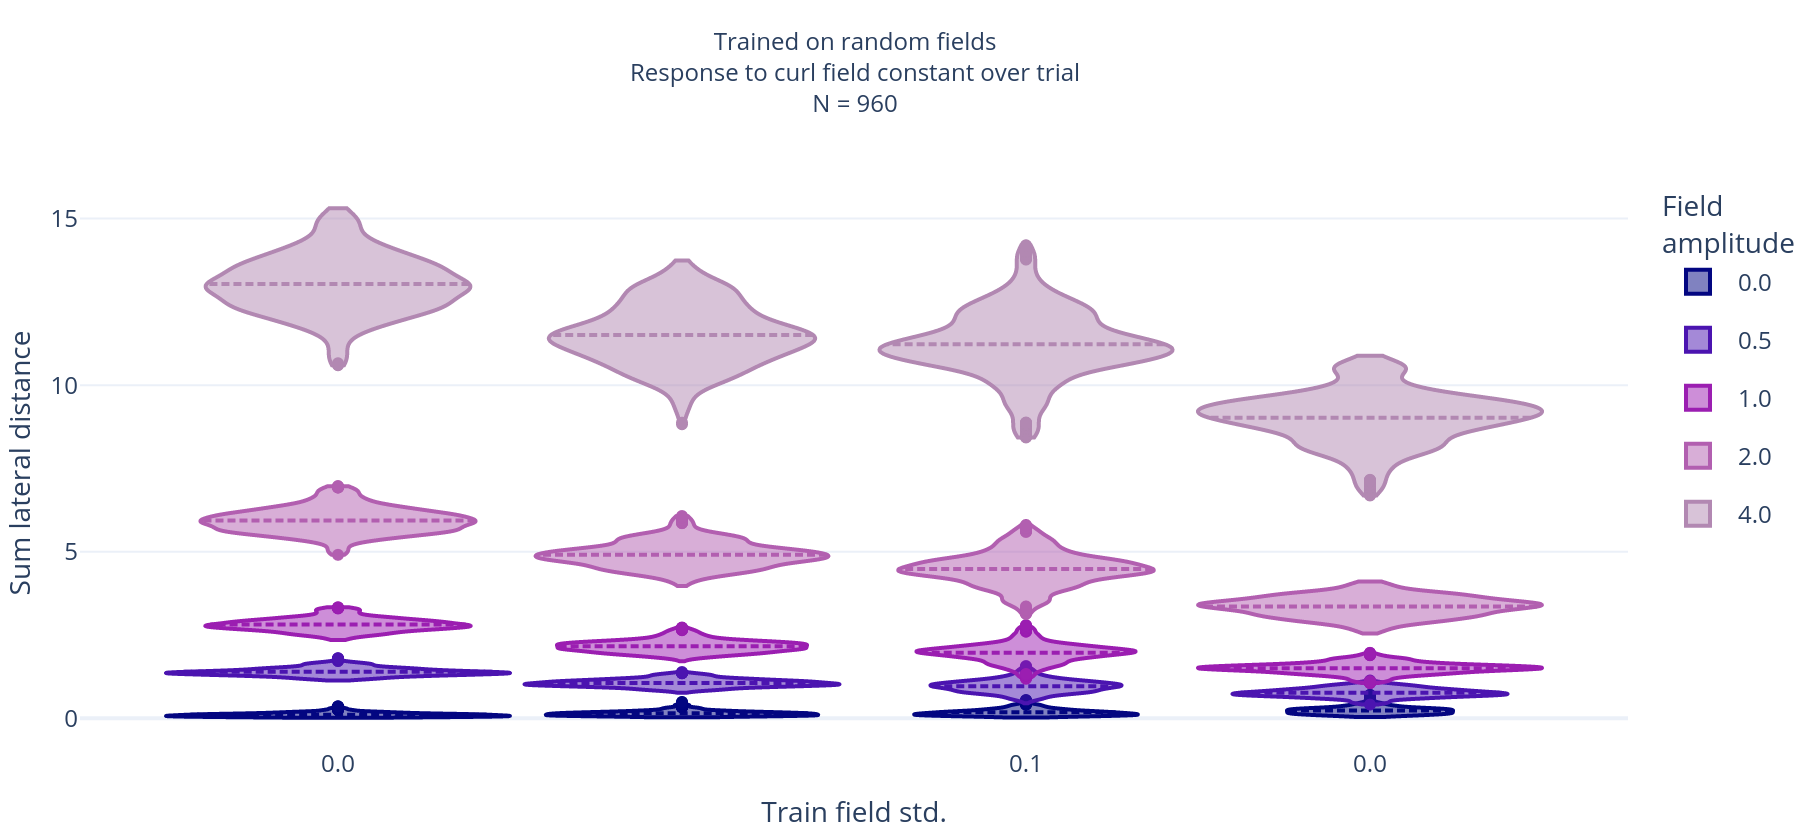 Trained on random fields
Response to curl field constant over trial
N = 960
Sum lateral distance
15
10
5
0
0.0
0.1
0.0
Train field std.
Field
amplitude
0.0
0.5
1.0
2.0
4.0